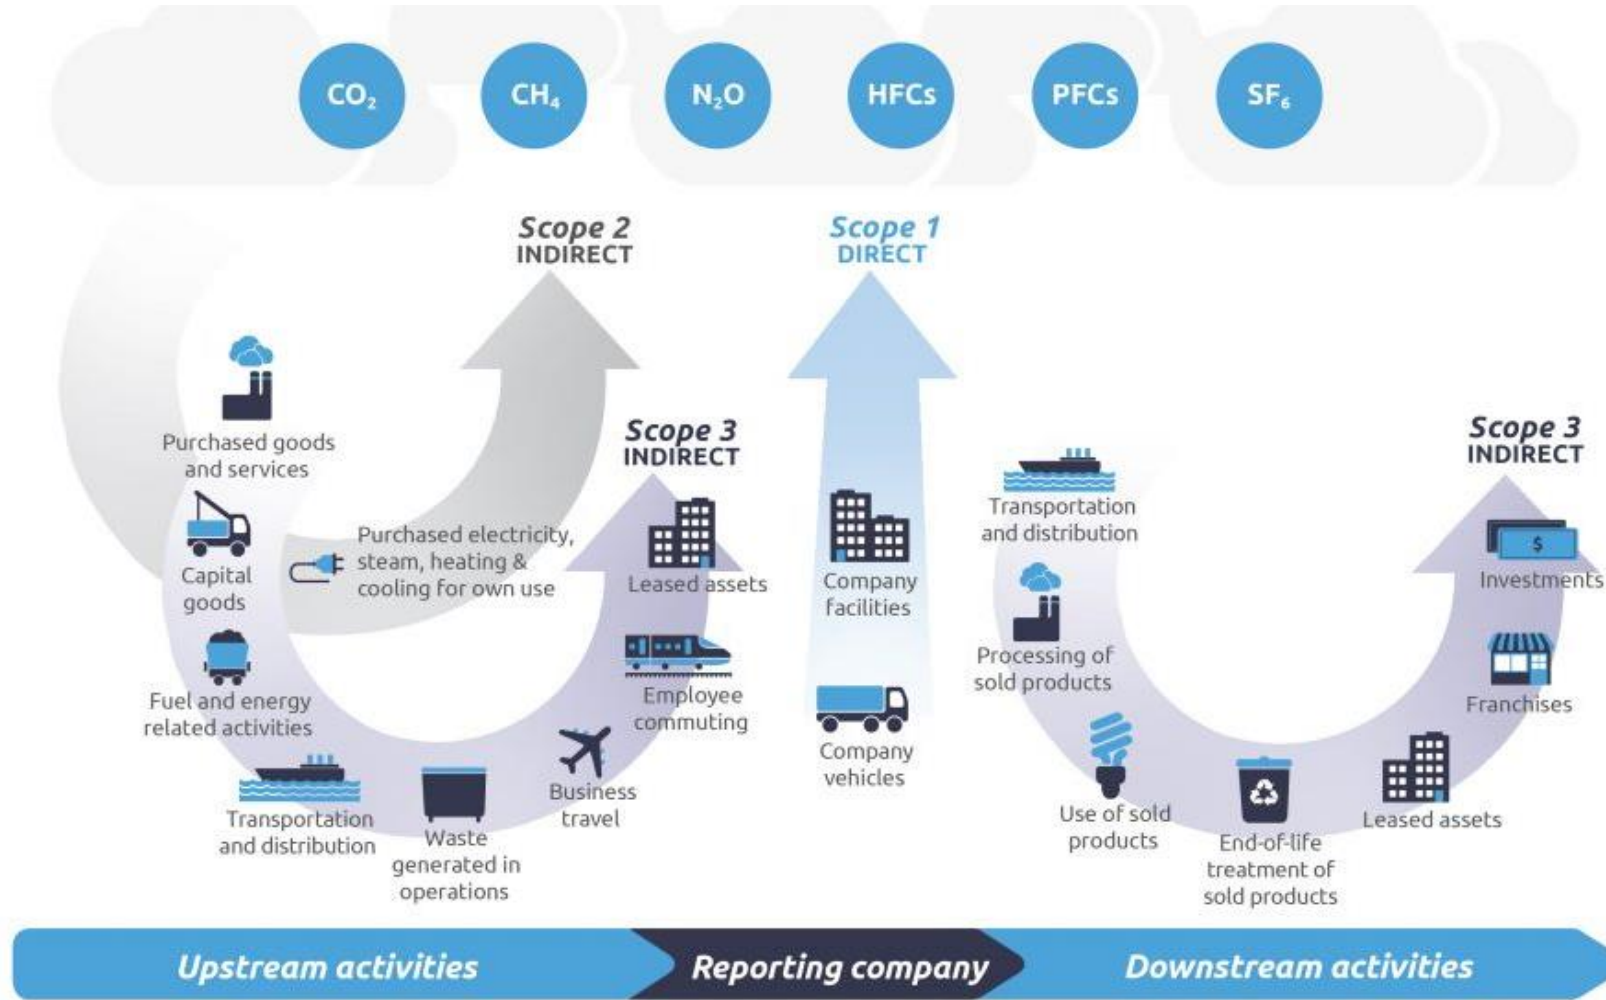 CO₂
CH₄
N₂O
HFCs
PFCs
SF₆
Scope 2
INDIRECT
Scope 1
DIRECT
Scope 3
INDIRECT
Scope 3
INDIRECT
Purchased goods
and services
Capital
goods
Purchased electricity,
steam, heating &
cooling for own use
Fuel and energy
related activities
Transportation
and distribution
Waste
generated in
operations
Business
travel
Employee
commuting
Leased assets
Company
facilities
Company
vehicles
Transportation
and distribution
Processing of
sold products
Use of sold
products
End-of-life
treatment of
sold products
Leased assets
Franchises
$
Investments
Upstream activities
Reporting company
Downstream activities